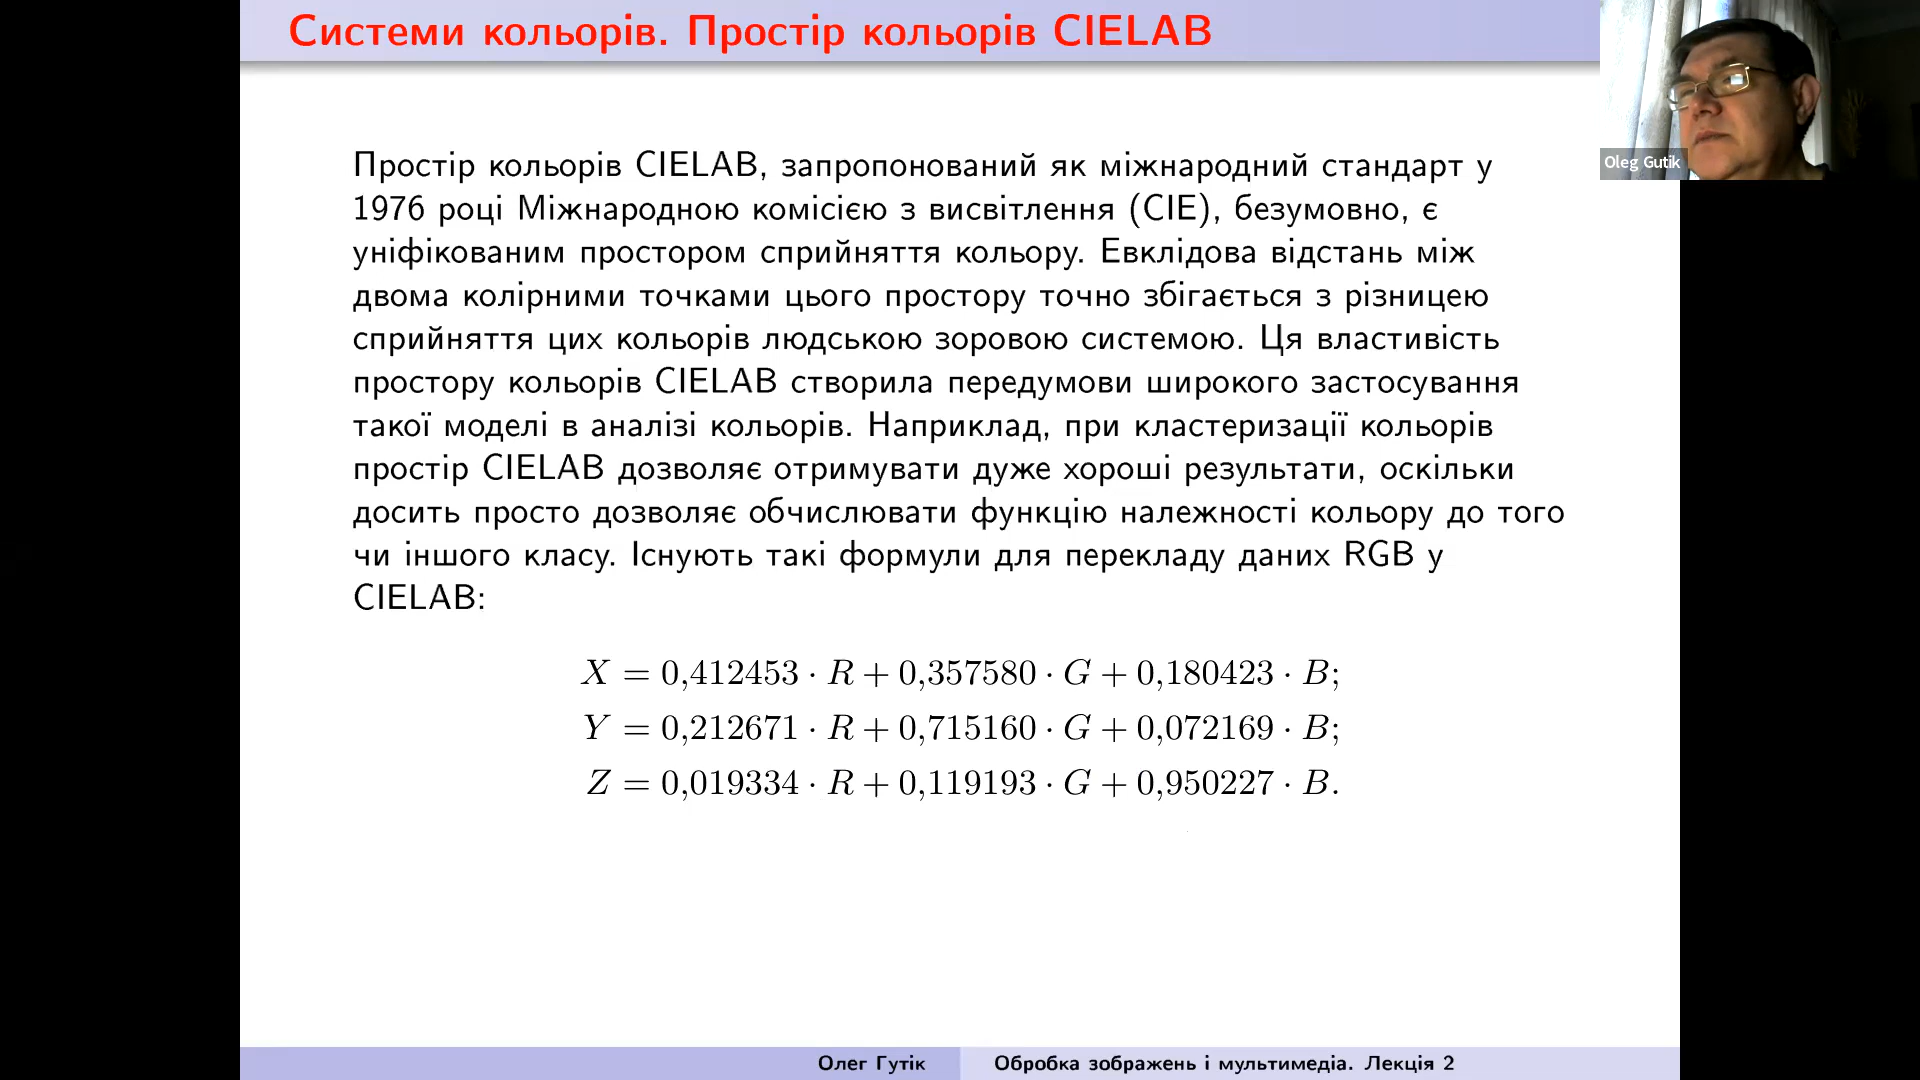 Системи кольорів. Простір кольорів CIELAB
Oleg Gutik
Простір кольорів CIELAB, запропонований як міжнародний стандарт у
1976 році Міжнародною комісією з висвітлення (CIE), безумовно, є
уніфікованим простором сприйняття кольору. Евклідова відстань між
двома колірними точками цього простору точно збігається з різницею
сприйняття цих кольорів людською зоровою системою. Ця властивість
простору кольорів CIELAB створила передумови широкого застосування
такої моделі в аналізі кольорів. Наприклад, при кластеризації кольорів
простір CIELAB дозволяє отримувати дуже хороші результати, оскільки
досить просто дозволяє обчислювати функцію належності кольору до того
чи іншого класу. Існують такі формули для перекладу даних RGB у
CIELAB:
X = 0,412453 · R + 0,357580 · G + 0,180423 · B;
Y = 0,212671 · R + 0,715160 · G + 0,072169 · B;
Z = 0,019334 · R + 0,119193 · G + 0,950227 · B.
Олег Гутік Обробка зображень і мультимедіа. Лекція 2